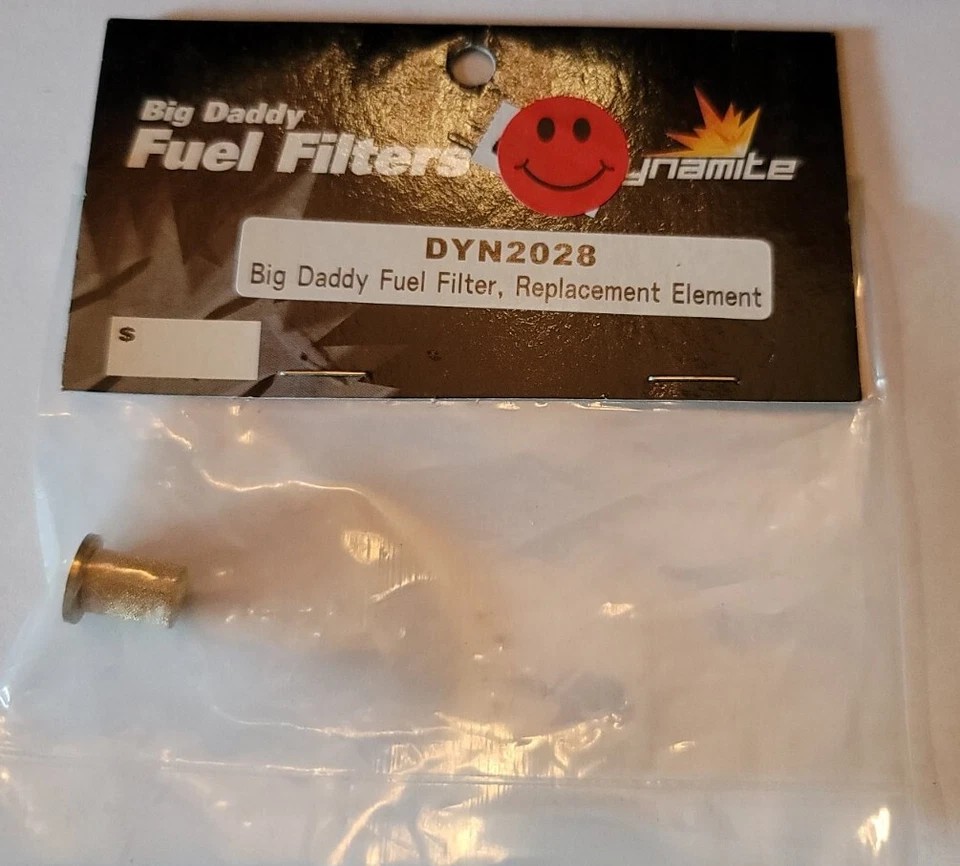 Big Daddy
Fuel Filters
ynamite
DYN2028
Big Daddy Fuel Filter, Replacement Element
$